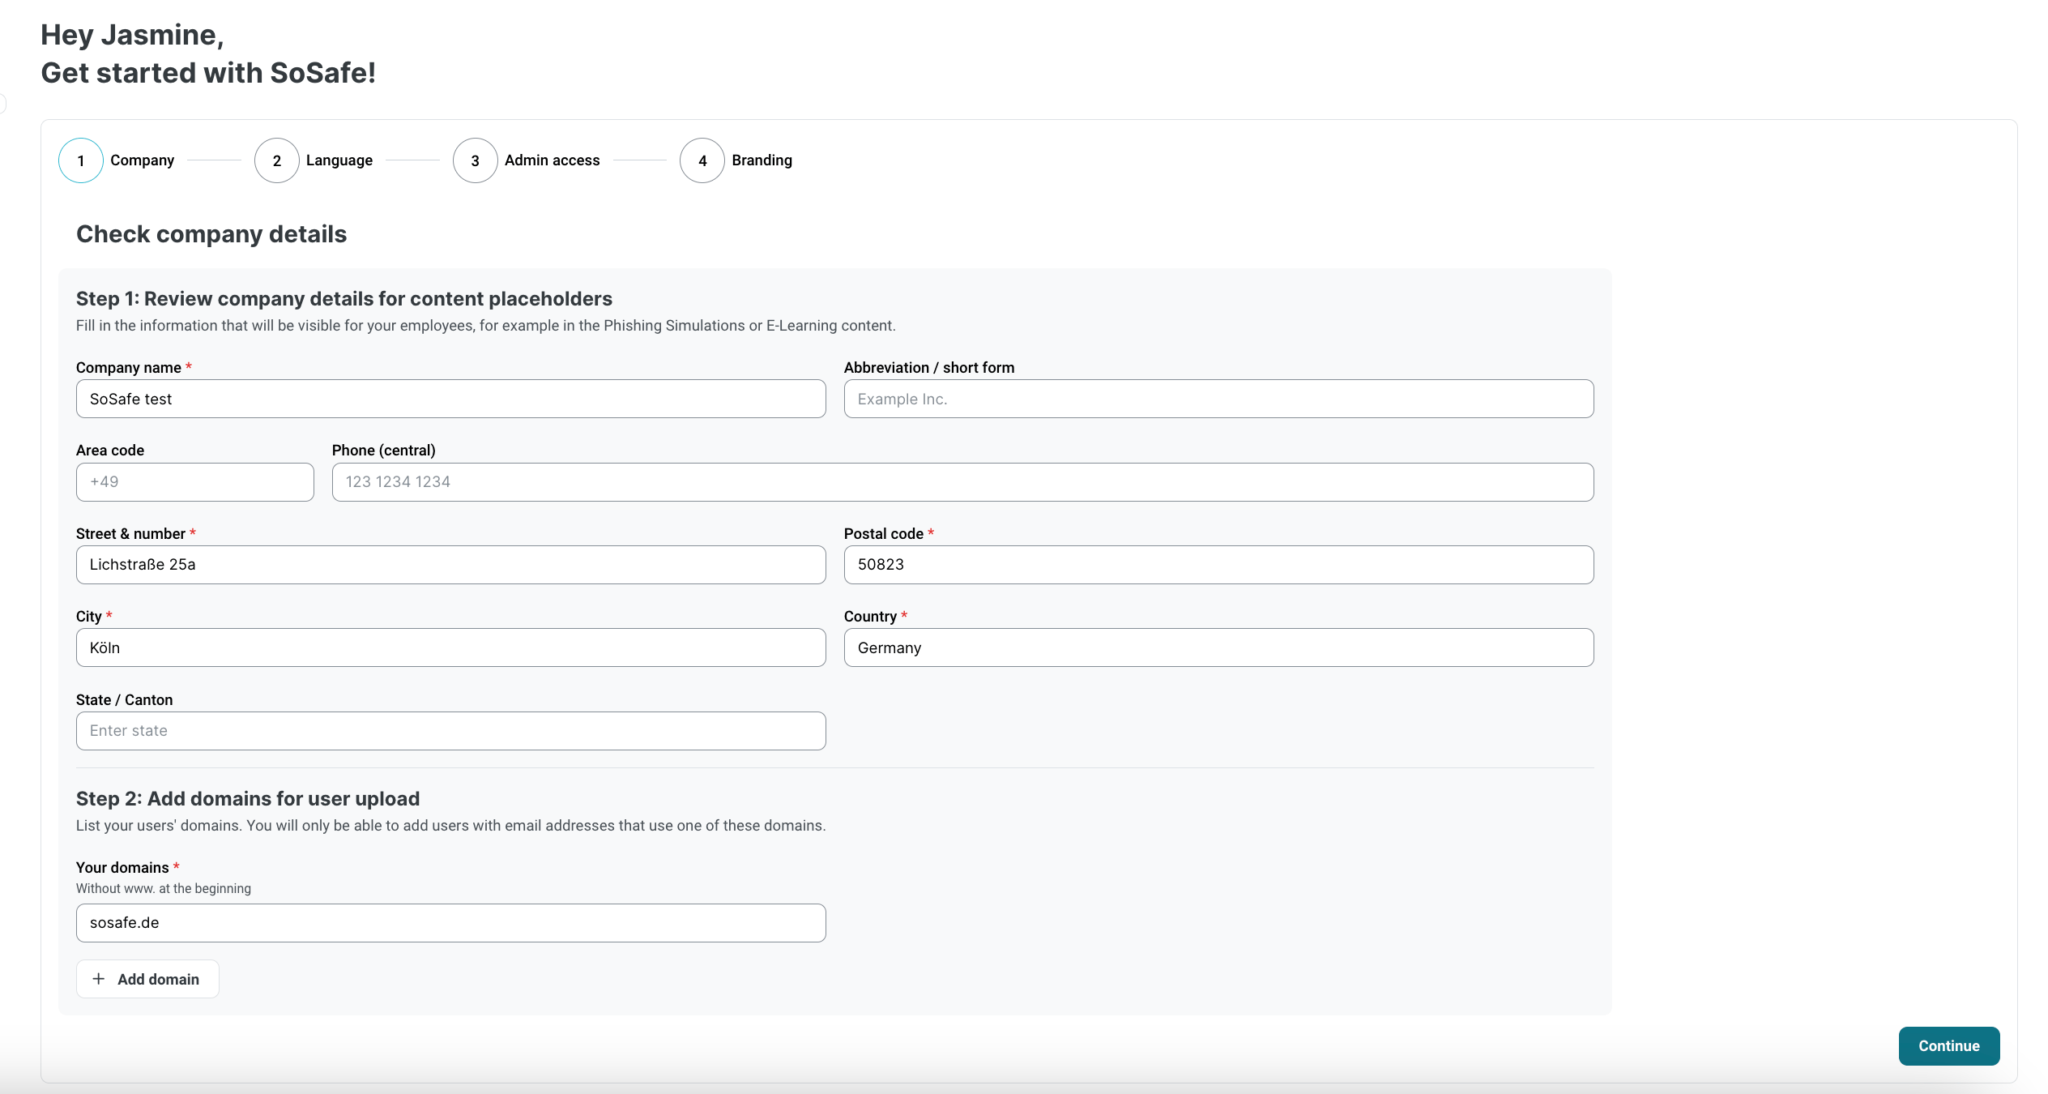 Hey Jasmine,
Get started with SoSafe!
1 Company 2 Language 3 Admin access 4 Branding
Check company details
Step 1: Review company details for content placeholders
Fill in the information that will be visible for your employees, for example in the Phishing Simulations or E-Learning content.
Company name * Abbreviation / short form
SoSafe test Example Inc.
Area code Phone (central)
+49 123 1234 1234
Street & number * Postal code *
Lichstraße 25a 50823
City * Country *
Köln Germany
State / Canton
Enter state
Step 2: Add domains for user upload
List your users' domains. You will only be able to add users with email addresses that use one of these domains.
Your domains *
Without www. at the beginning
sosafe.de
+ Add domain
Continue